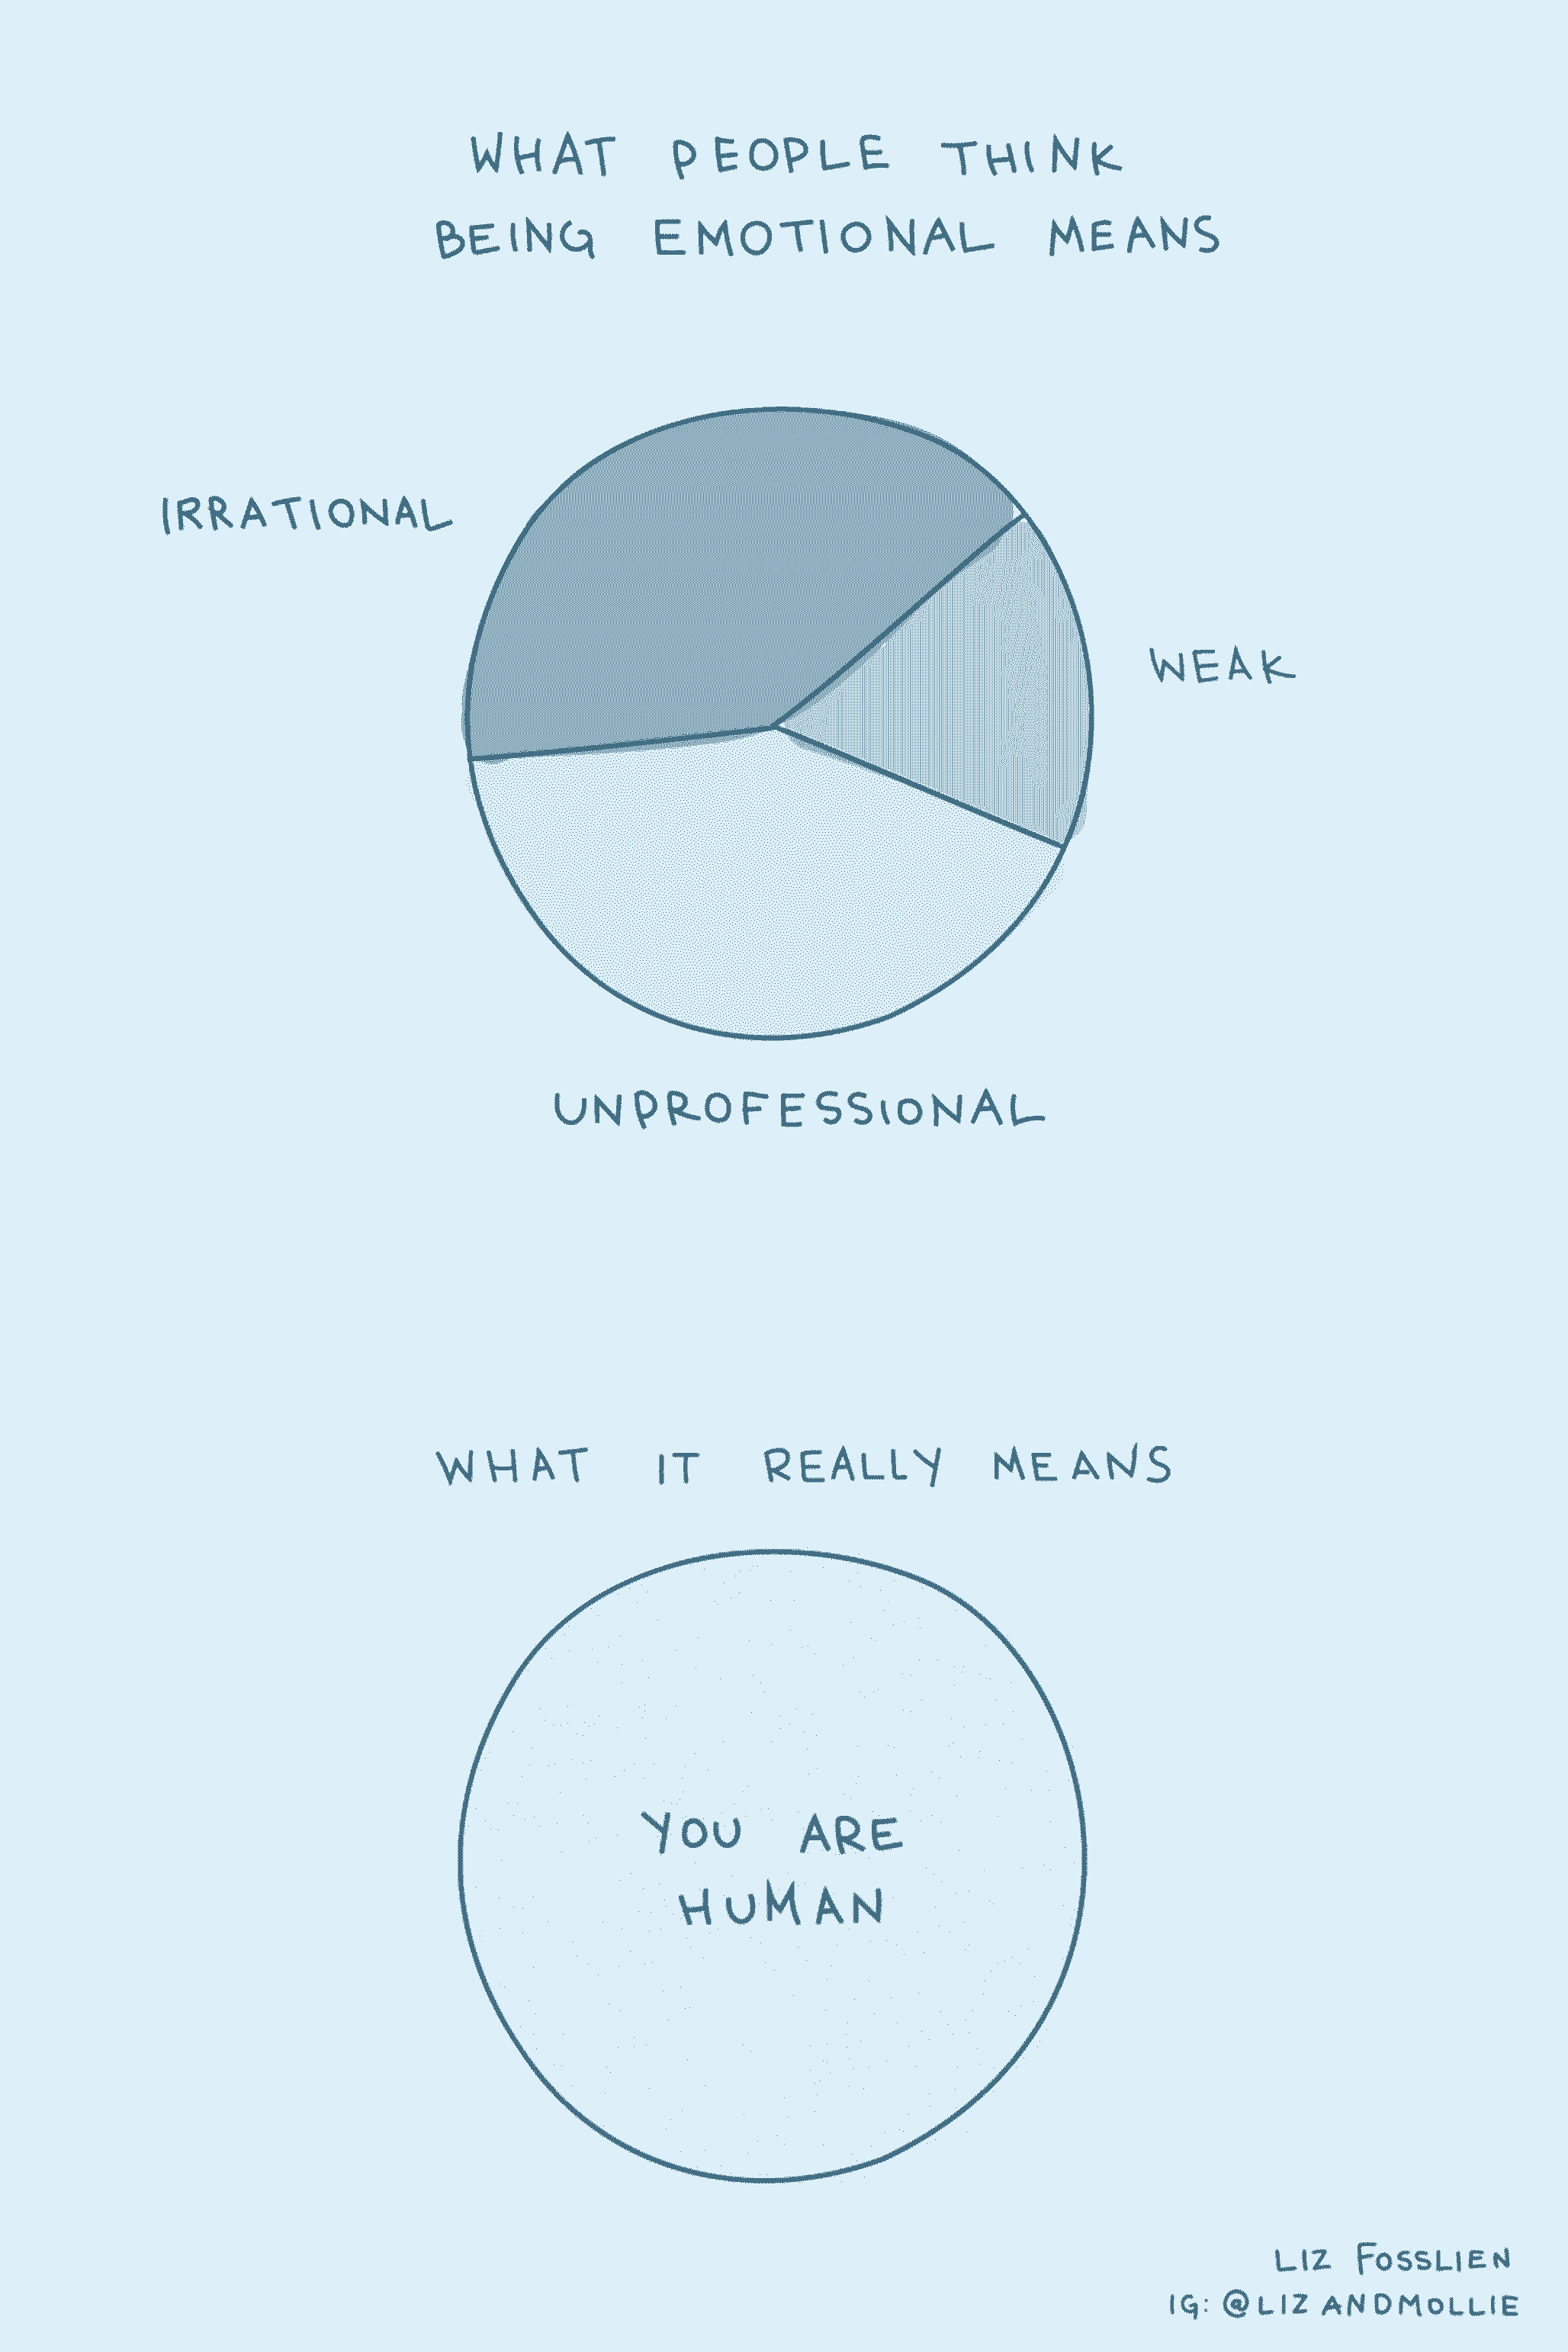 WHAT PEOPLE THINK
BEING EMOTIONAL MEANS
IRRATIONAL
WEAK
UNPROFESSIONAL
WHAT IT REALLY MEANS
YOU ARE
HUMAN
LIZ FOSSLIEN
IG: @LIZANDMOLLIE